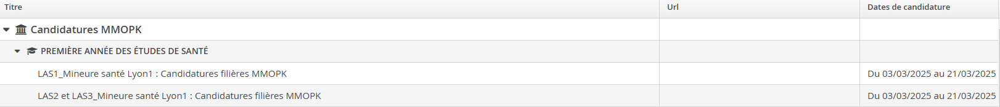 Titre Url Dates de candidature
Candidatures MMOPK
PREMIÈRE ANNÉE DES ÉTUDES DE SANTÉ
LAS1_Mineure santé Lyon1 : Candidatures filières MMOPK Du 03/03/2025 au 21/03/2025
LAS2 et LAS3_Mineure santé Lyon1 : Candidatures filières MMOPK Du 03/03/2025 au 21/03/2025